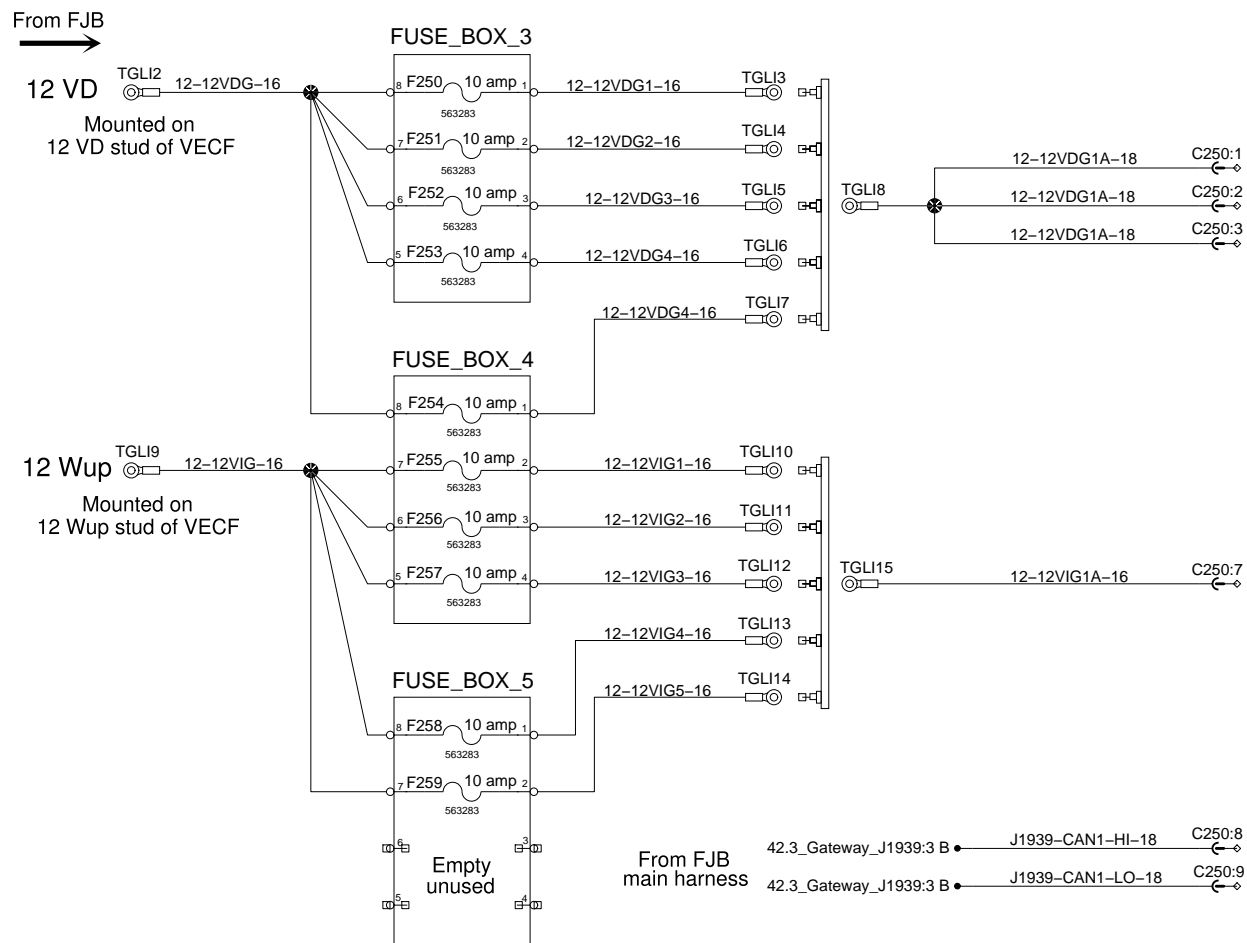 From FJB
FUSE_BOX_3
12 VD
TGLI2
12–12VDG–16
Mounted on
12 VD stud of VECF
8 F250 10 amp 1
563283
12–12VDG1–16
TGLI3
7 F251 10 amp 2
563283
12–12VDG2–16
TGLI4
6 F252 10 amp 3
563283
12–12VDG3–16
TGLI5
5 F253 10 amp 4
563283
12–12VDG4–16
TGLI6
12–12VDG4–16
TGLI7
TGLI8
12–12VDG1A–18
C250:1
12–12VDG1A–18
C250:2
12–12VDG1A–18
C250:3
FUSE_BOX_4
8 F254 10 amp 1
563283
12 Wup
TGLI9
12–12VIG–16
Mounted on
12 Wup stud of VECF
7 F255 10 amp 2
563283
12–12VIG1–16
TGLI10
6 F256 10 amp 3
563283
12–12VIG2–16
TGLI11
5 F257 10 amp 4
563283
12–12VIG3–16
TGLI12
12–12VIG4–16
TGLI13
12–12VIG5–16
TGLI14
TGLI15
12–12VIG1A–16
C250:7
FUSE_BOX_5
8 F258 10 amp 1
563283
7 F259 10 amp 2
563283
6 3
5 4
Empty
unused
From FJB
main harness
42.3_Gateway_J1939:3 B
J1939–CAN1–HI–18
C250:8
42.3_Gateway_J1939:3 B
J1939–CAN1–LO–18
C250:9